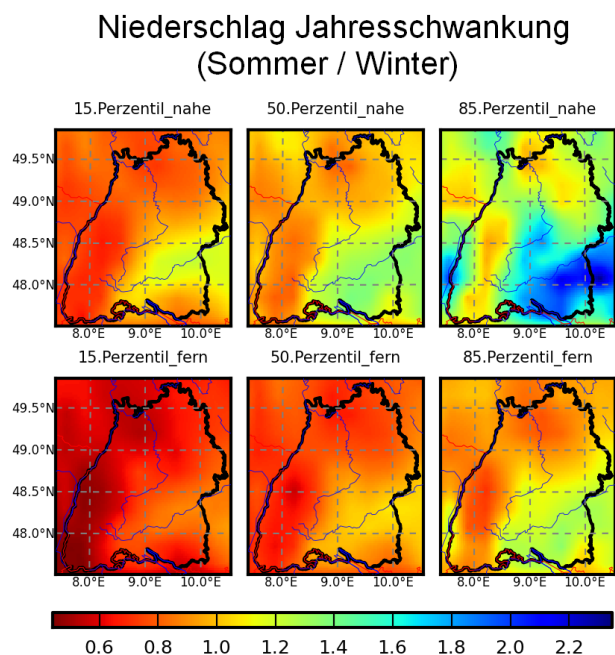 Niederschlag Jahresschwankung
(Sommer / Winter)
15.Perzentil_nahe
50.Perzentil_nahe
85.Perzentil_nahe
49.5°N
49.0°N
48.5°N
48.0°N
8.0°E 9.0°E 10.0°E
8.0°E 9.0°E 10.0°E
8.0°E 9.0°E 10.0°E
15.Perzentil_fern
50.Perzentil_fern
85.Perzentil_fern
49.5°N
49.0°N
48.5°N
48.0°N
8.0°E 9.0°E 10.0°E
8.0°E 9.0°E 10.0°E
8.0°E 9.0°E 10.0°E
0.6 0.8 1.0 1.2 1.4 1.6 1.8 2.0 2.2